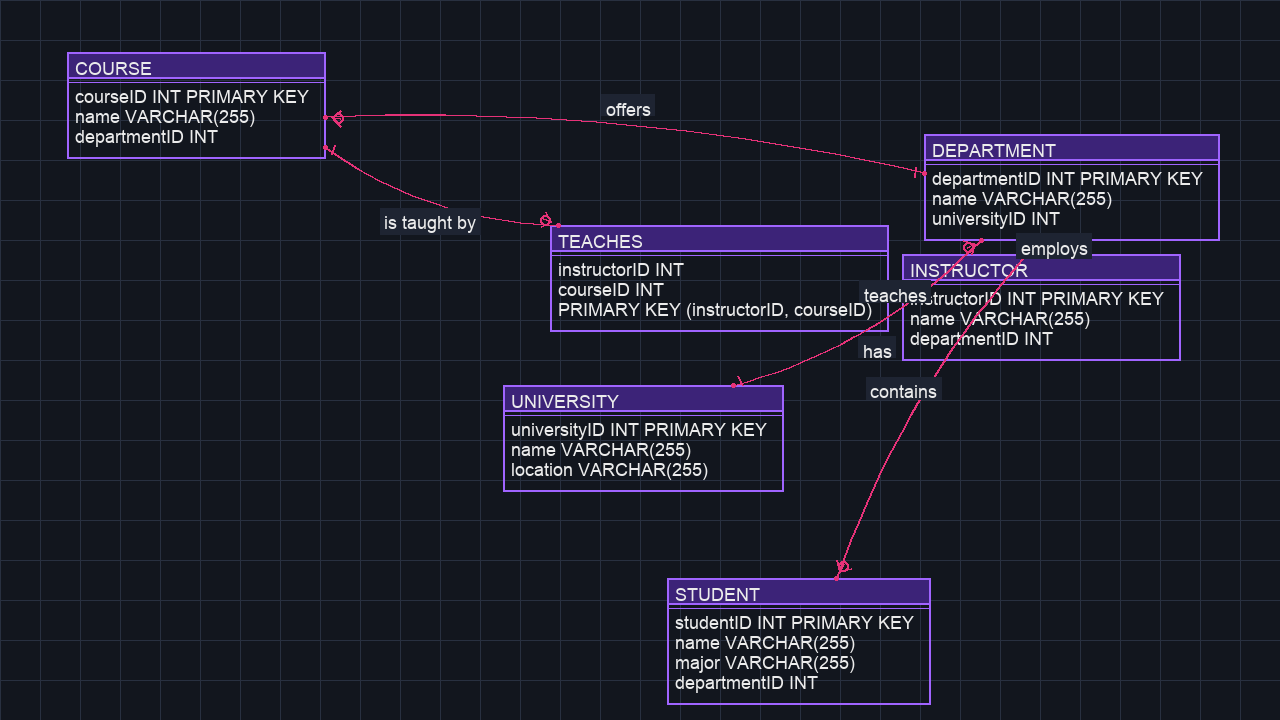 COURSE
courseID INT PRIMARY KEY
name VARCHAR(255)
departmentID INT
offers
is taught by
DEPARTMENT
departmentID INT PRIMARY KEY
name VARCHAR(255)
universityID INT
employs
TEACHES
instructorID INT
courseID INT
PRIMARY KEY (instructorID, courseID)
teaches
INSTRUCTOR
instructorID INT PRIMARY KEY
name VARCHAR(255)
departmentID INT
has
contains
UNIVERSITY
universityID INT PRIMARY KEY
name VARCHAR(255)
location VARCHAR(255)
STUDENT
studentID INT PRIMARY KEY
name VARCHAR(255)
major VARCHAR(255)
departmentID INT